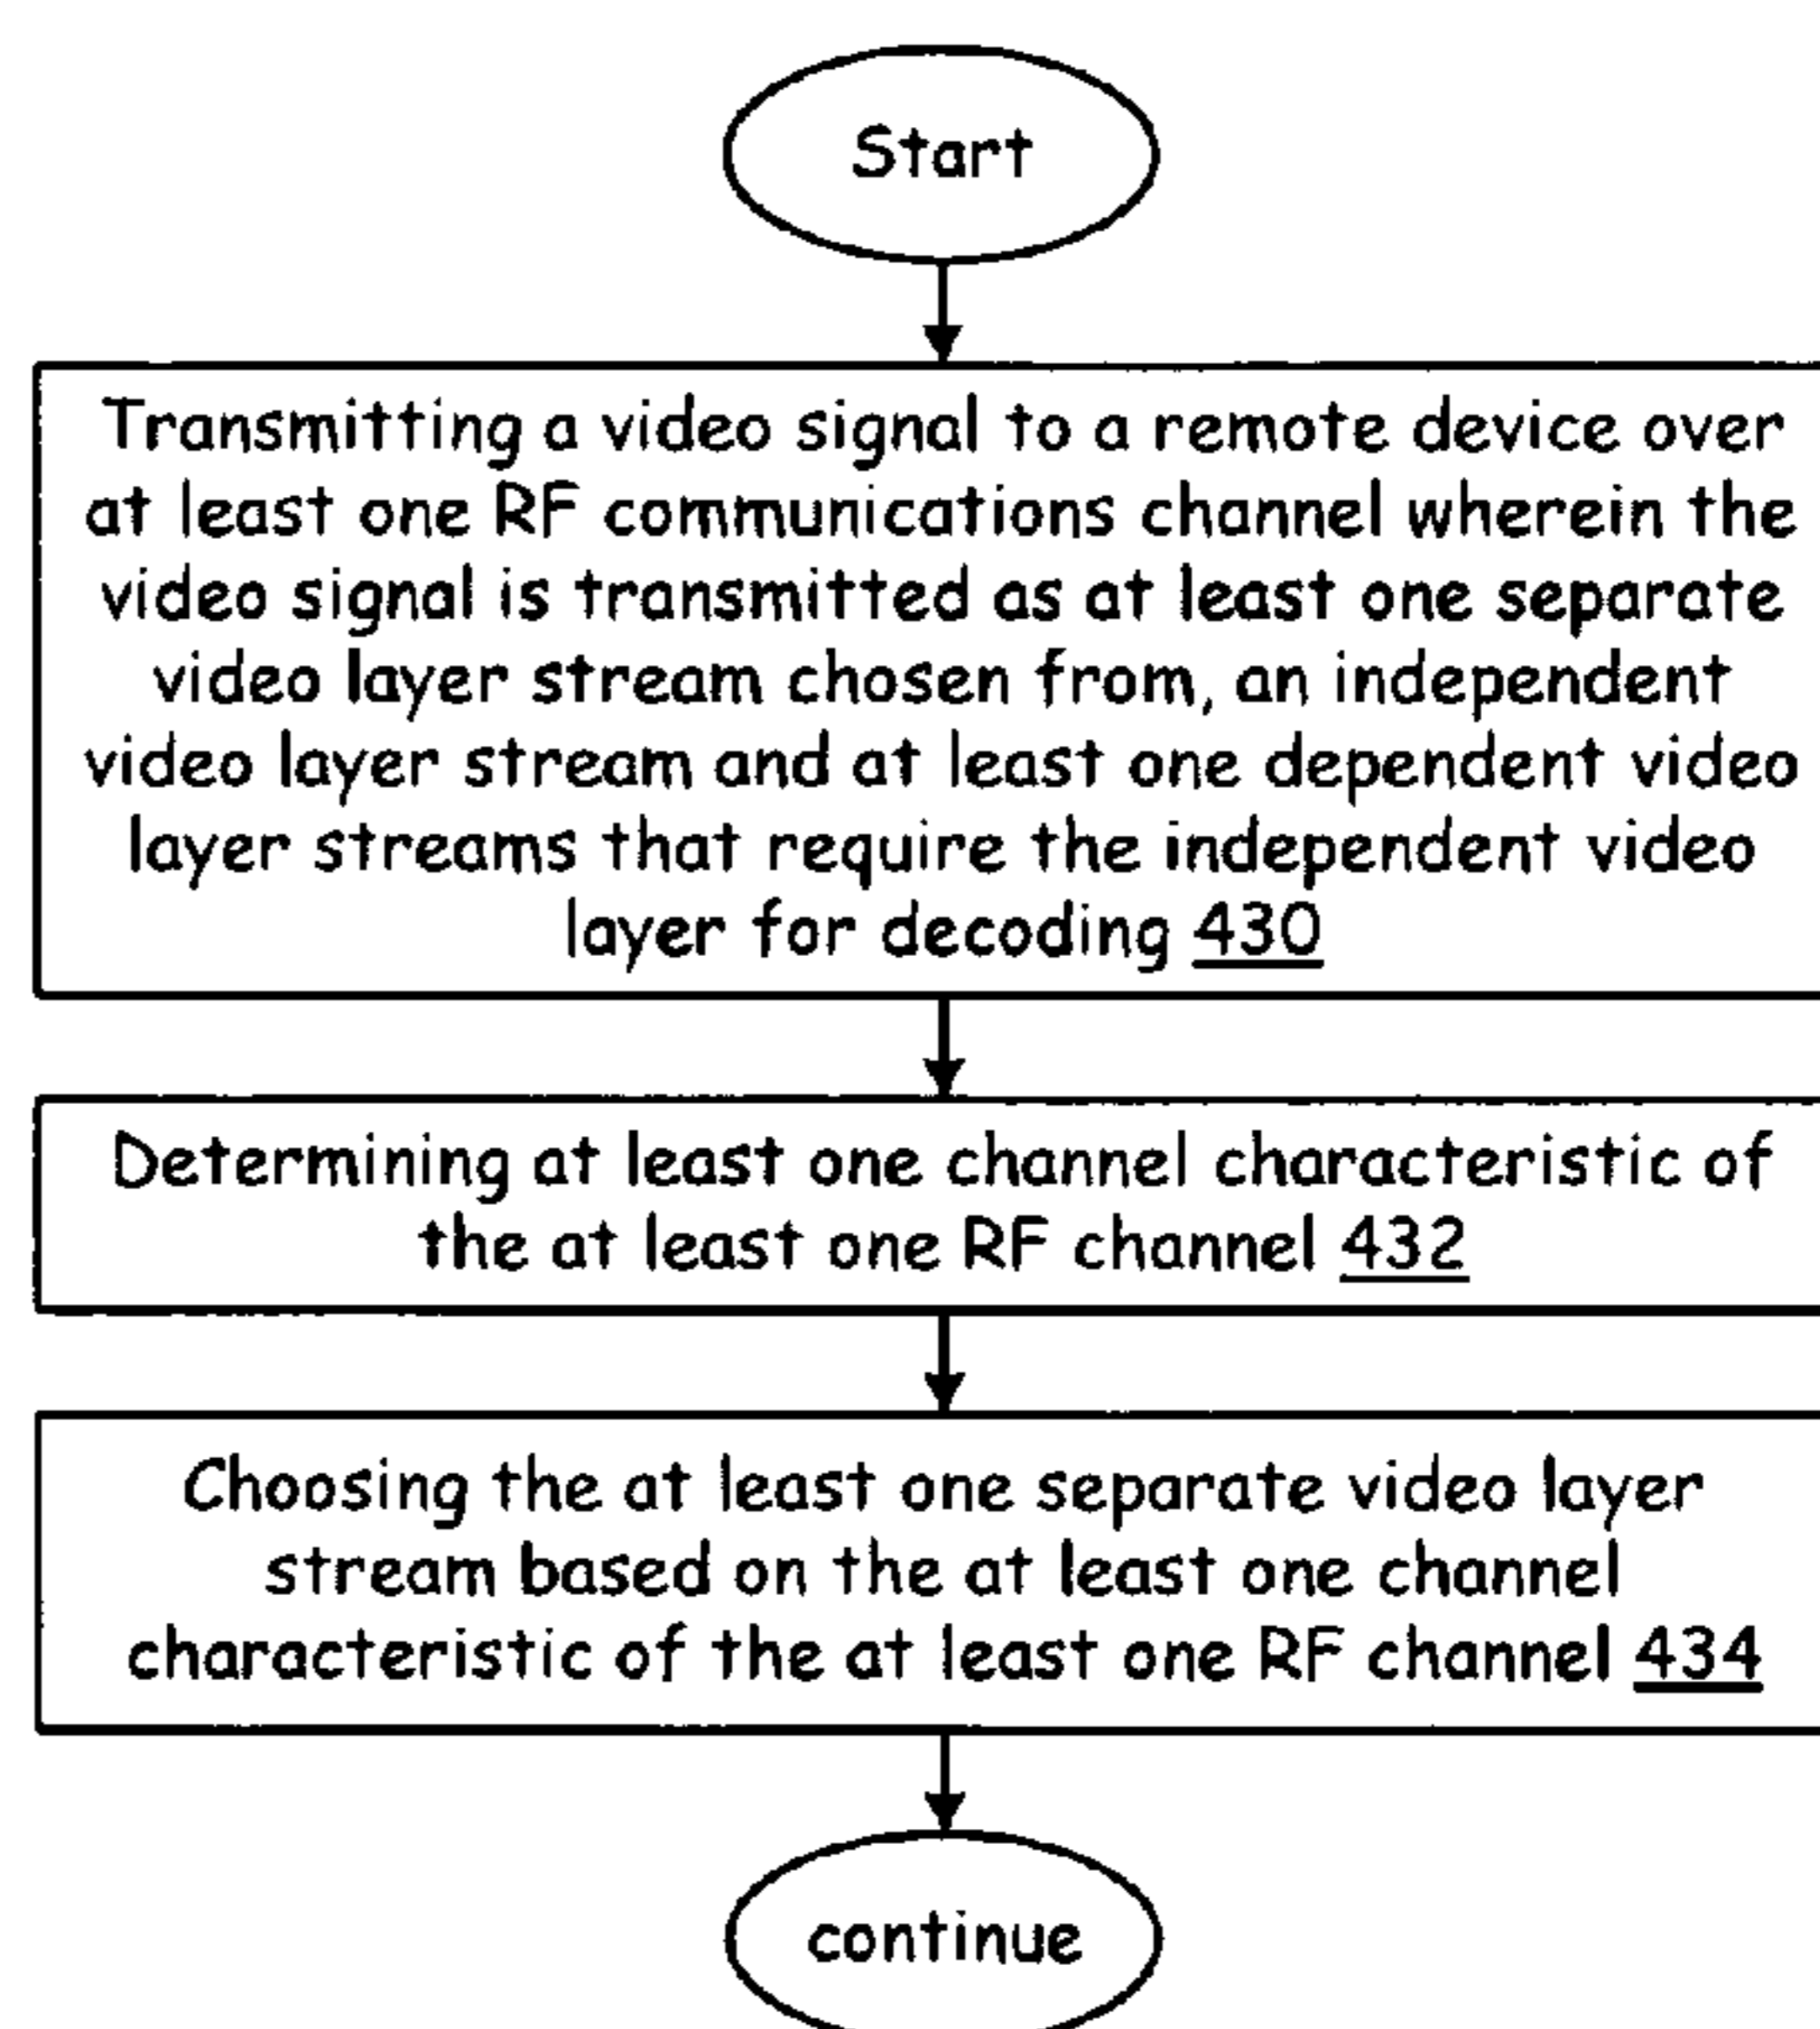 Start
Transmitting a video signal to a remote device over
at least one RF communications channel wherein the
video signal is transmitted as at least one separate
video layer stream chosen from, an independent
video layer stream and at least one dependent video
layer streams that require the independent video
layer for decoding 430
Determining at least one channel characteristic of
the at least one RF channel 432
Choosing the at least one separate video layer
stream based on the at least one channel
characteristic of the at least one RF channel 434
continue